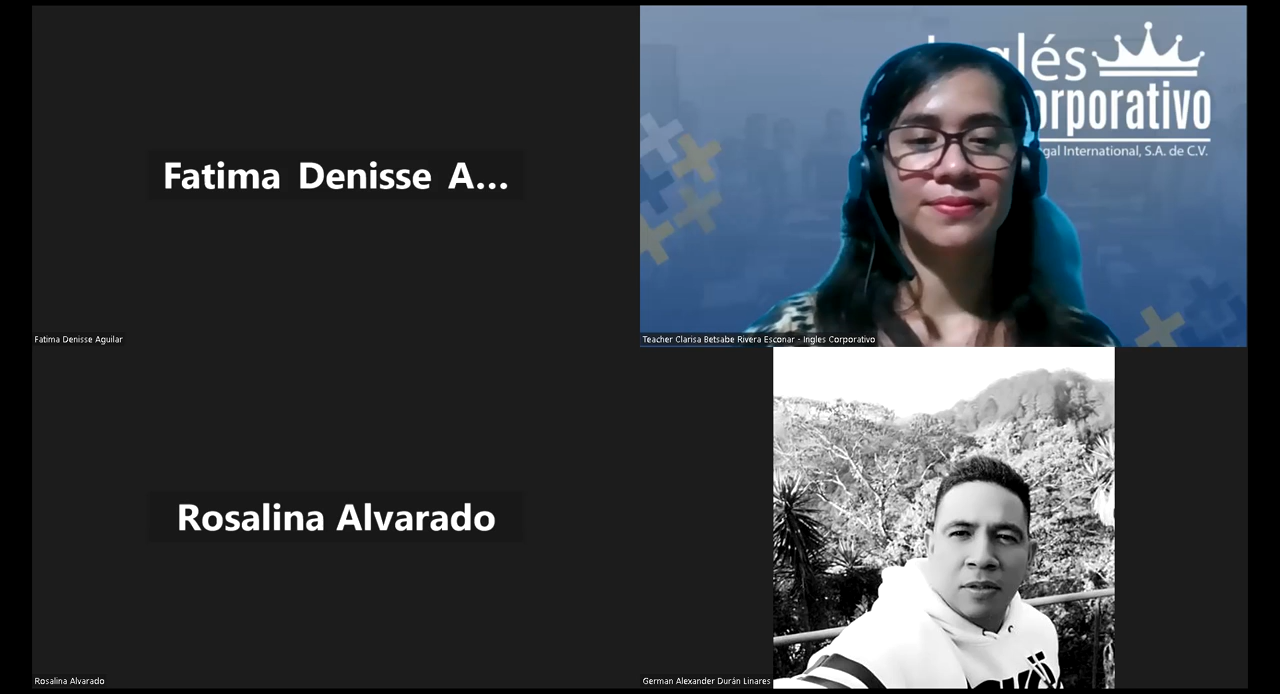 Fatima Denisse A...
Fatima Denisse Aguilar
Inglés
orporativo
gal International, S.A. de C.V.
Teacher Clarisa Betsabe Rivera Esconar - Ingles Corporativo
Rosalina Alvarado
Rosalina Alvarado
German Alexander Durán Linares